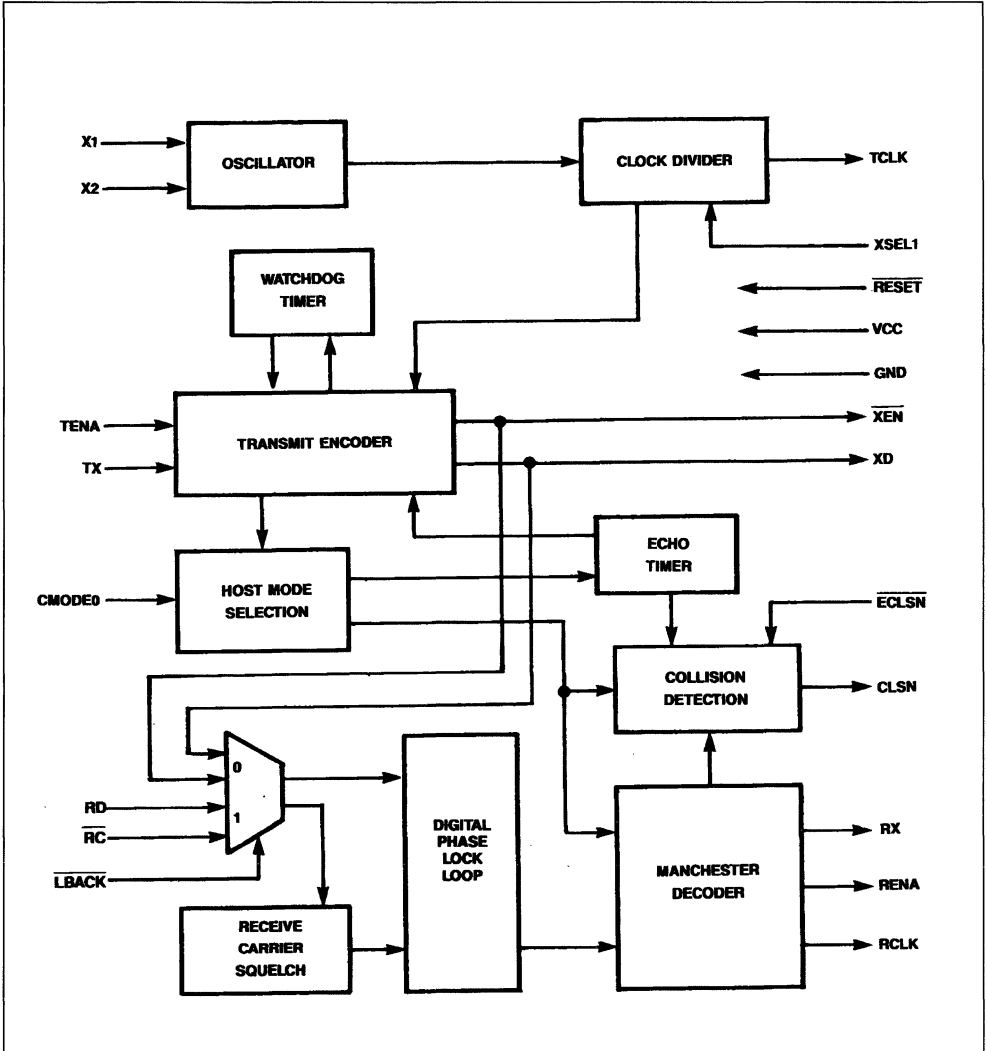 X1
X2
OSCILLATOR
CLOCK DIVIDER
TCLK
XSEL1
RESET
VCC
GND
WATCHDOG
TIMER
TENA
TX
TRANSMIT ENCODER
XEN
XD
ECHO
TIMER
CMODE0
HOST MODE
SELECTION
ECLSN
COLLISION
DETECTION
CLSN
0
1
RD
RC
LBACK
DIGITAL
PHASE
LOCK
LOOP
MANCHESTER
DECODER
RX
RENA
RCLK
RECEIVE
CARRIER
SQUELCH